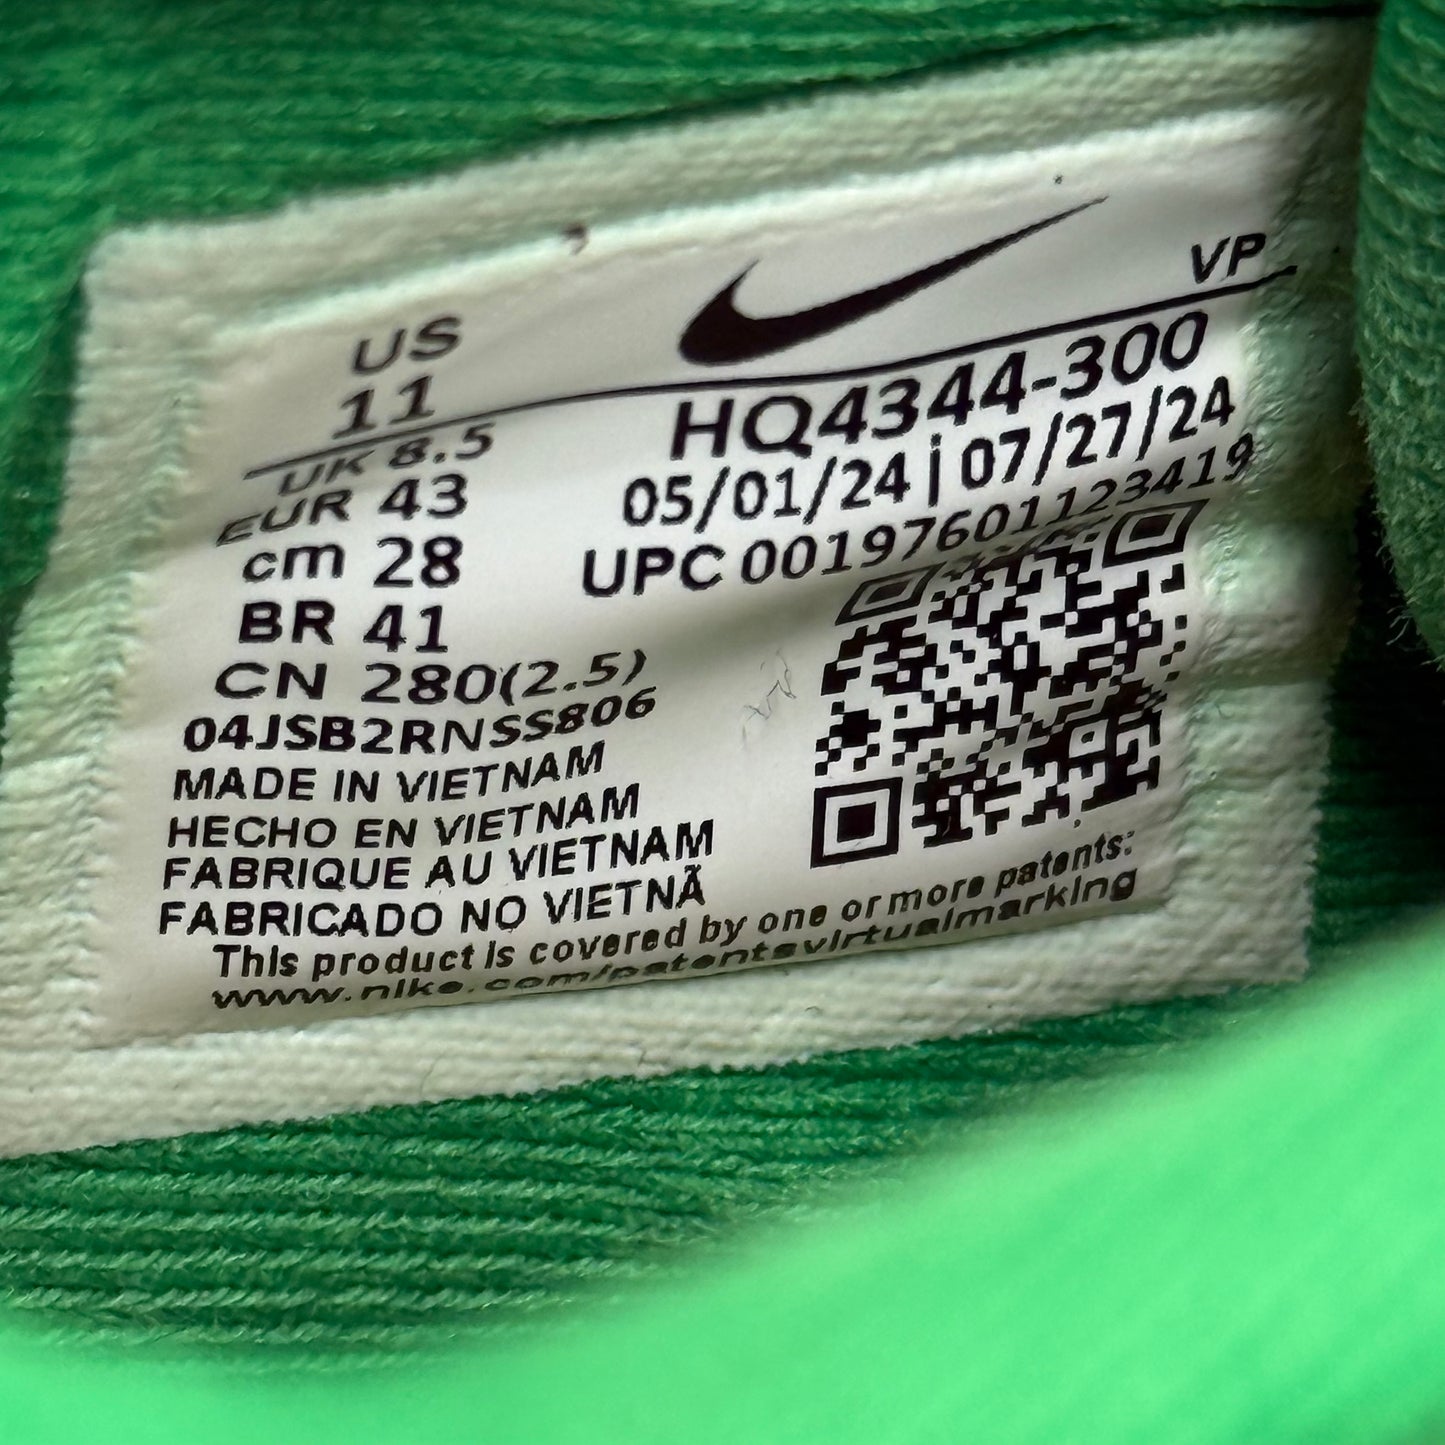 VP
US
11
UK 8.5
EUR 43
cm 28
BR 41
CN 280(2.5)
04JSB2RNSS806
HQ4344-300
05/01/24 | 07/27/24
UPC 00197601123419
MADE IN VIETNAM
HECHO EN VIETNAM
FABRIQUE AU VIETNAM
FABRICADO NO VIETNÃ
This product is covered by one or more patents:
www.nike.com/patentsvirtualmarking